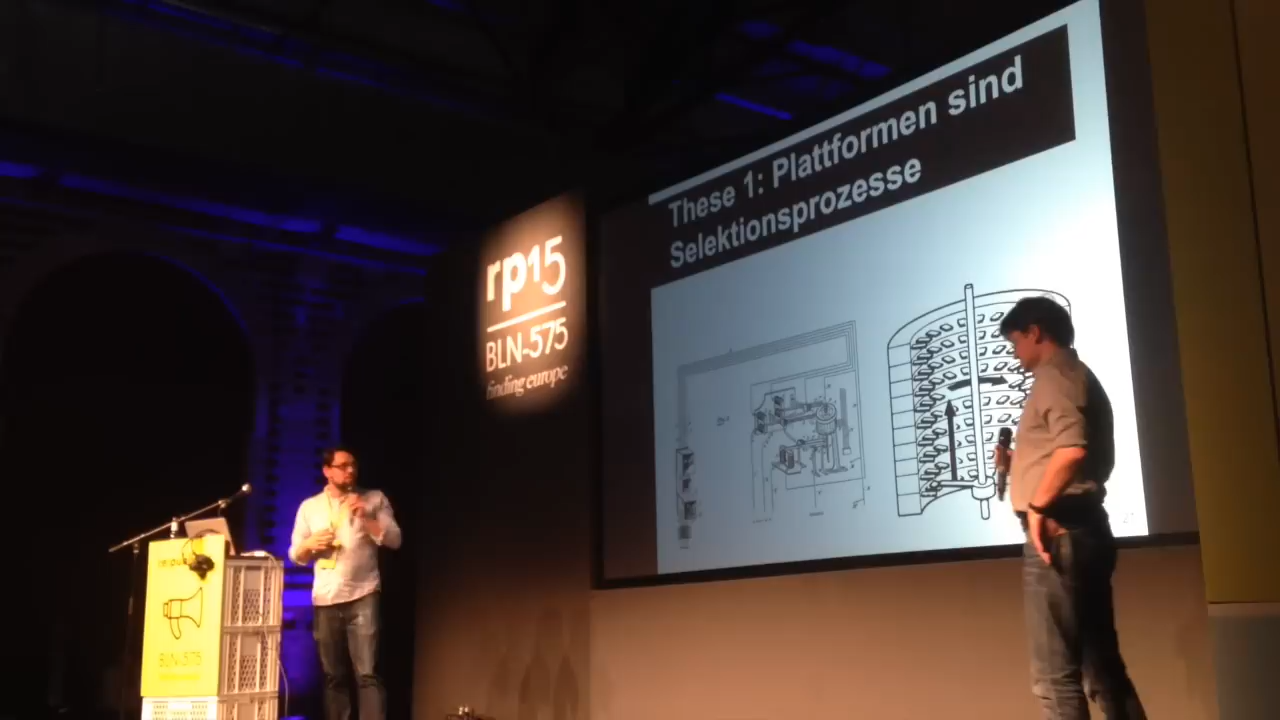 These 1: Plattformen sind
Selektionsprozesse
rp15
BLN-575
finding europe
BLN-575